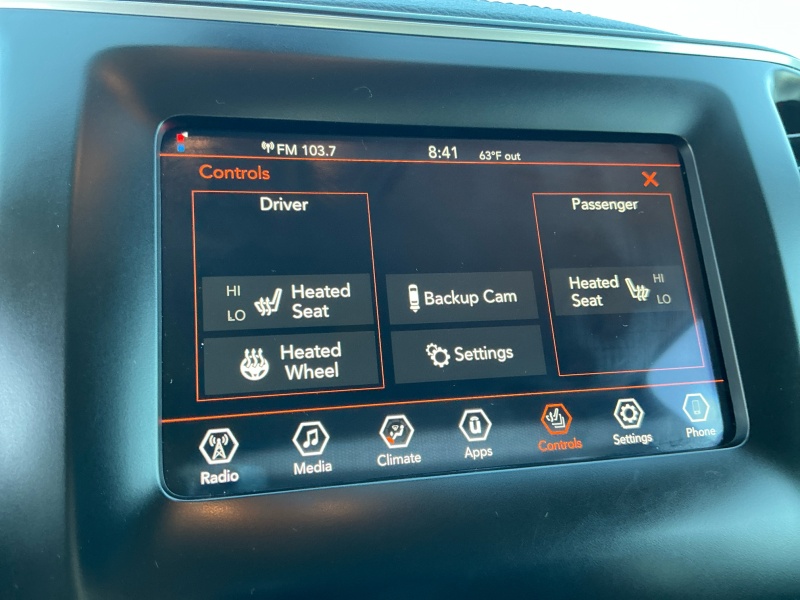 FM 103.7 8:41 63°F out
Controls X
Driver
HI
LO
Heated
Seat
Heated
Wheel
Backup Cam
Settings
Passenger
Heated
Seat
HI
LO
Radio Media Climate Apps Controls Settings Phone